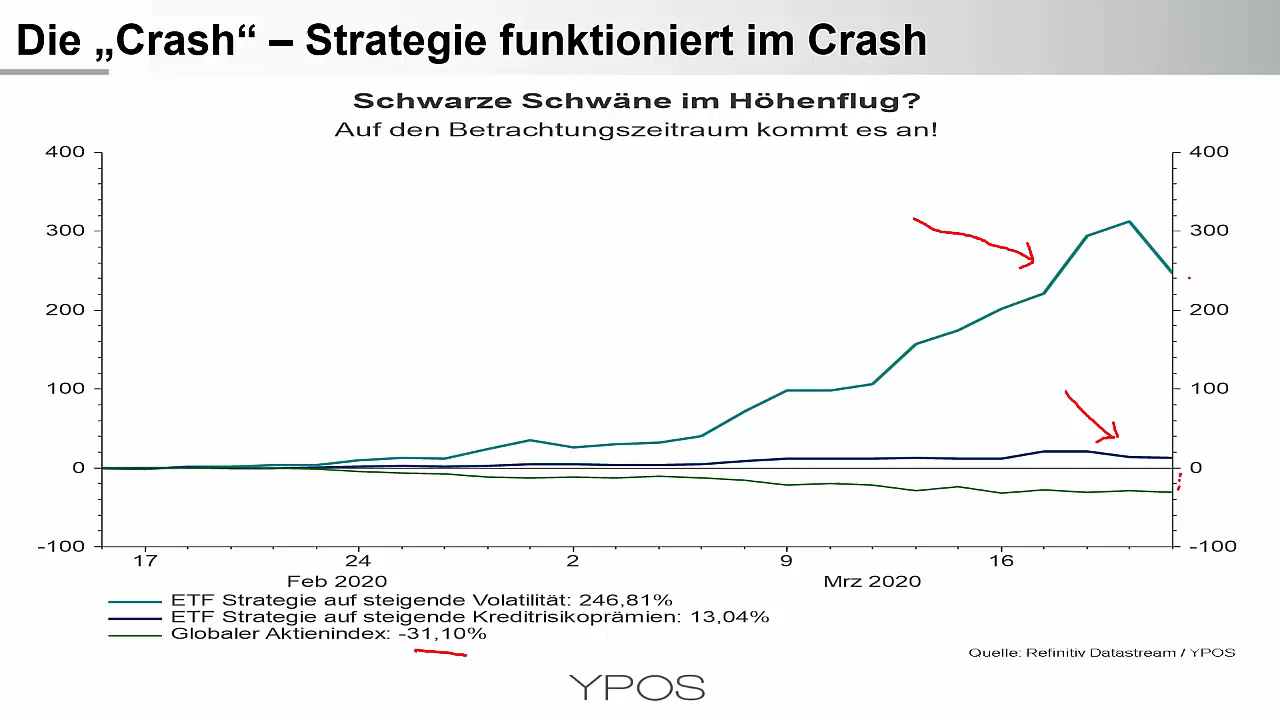 Die „Crash“ – Strategie funktioniert im Crash
Schwarze Schwäne im Höhenflug?
Auf den Betrachtungszeitraum kommt es an!
400 400
300 300
200 200
100 100
0 0
-100 -100
17 24 2 9 16
Feb 2020 Mrz 2020
ETF Strategie auf steigende Volatilität: 246,81%
ETF Strategie auf steigende Kreditrisikoprämien: 13,04%
Globaler Aktienindex: -31,10%
Quelle: Refinitiv Datastream / YPOS
YPOS